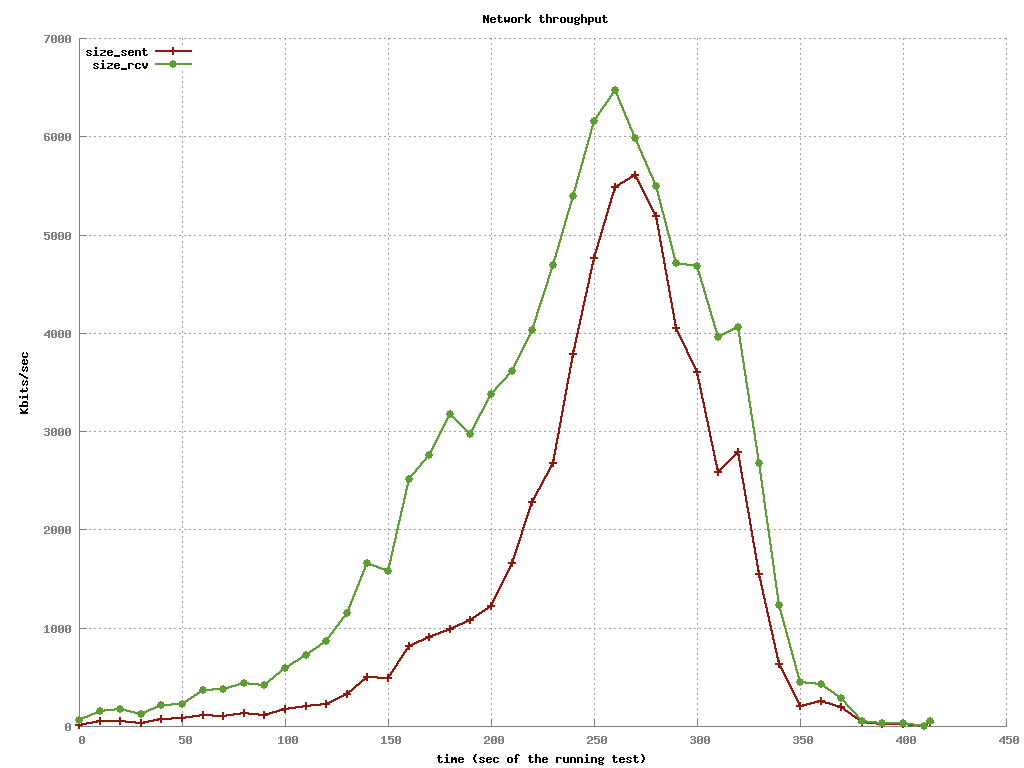 Network throughput
size_sent
size_rcv
7000
6000
5000
4000
3000
2000
1000
0
Kbits/sec
0 50 100 150 200 250 300 350 400 450
time (sec of the running test)